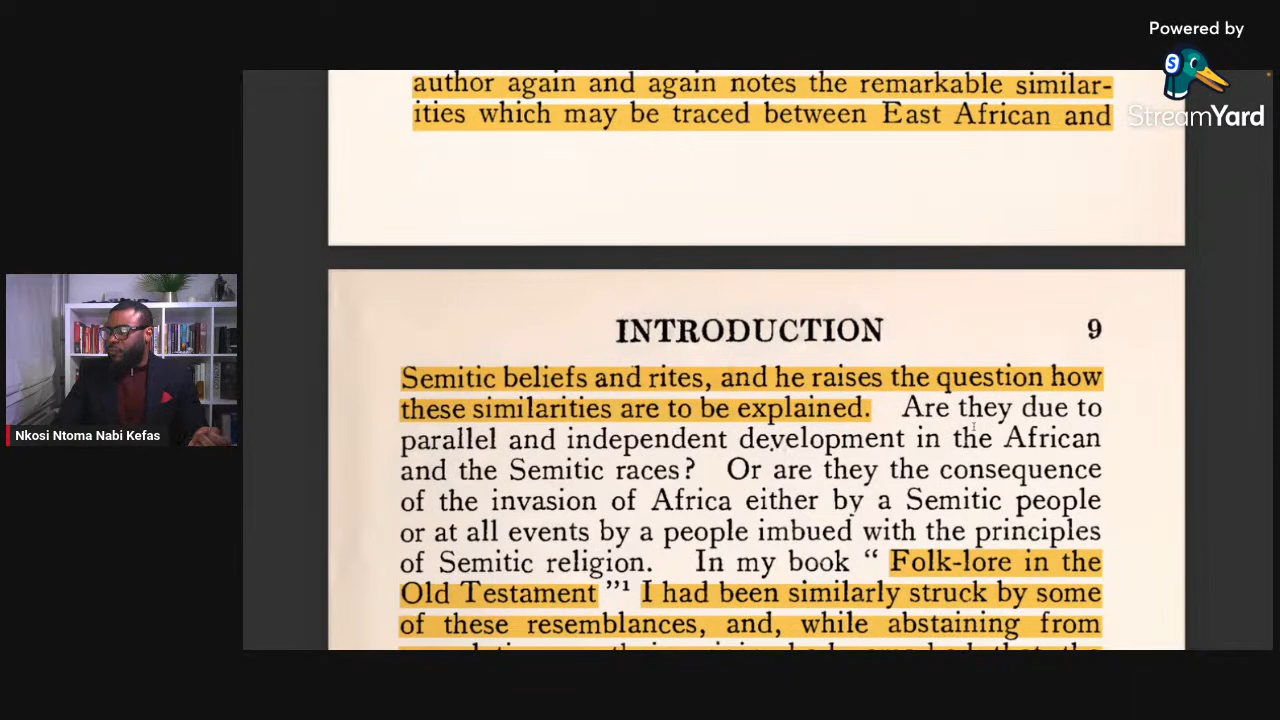 Powered by
StreamYard
author again and again notes the remarkable similar-
ities which may be traced between East African and
INTRODUCTION 9
Semitic beliefs and rites, and he raises the question how
these similarities are to be explained. Are they due to
parallel and independent development in the African
and the Semitic races? Or are they the consequence
of the invasion of Africa either by a Semitic people
or at all events by a people imbued with the principles
of Semitic religion. In my book “ Folk-lore in the
Old Testament ”¹ I had been similarly struck by some
of these resemblances, and, while abstaining from
Nkosi Ntoma Nabi Kefas